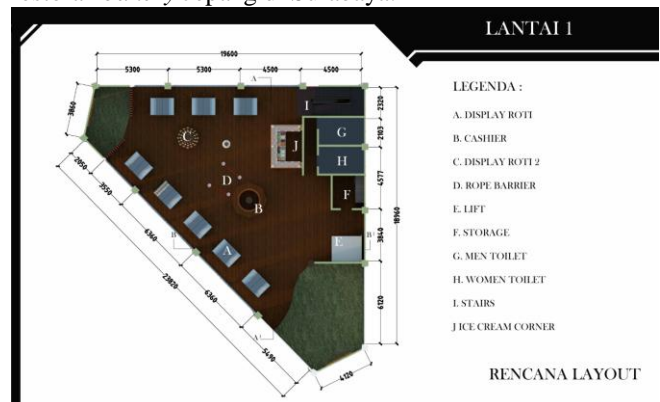 LANTAI 1
19600
5300 5300 4500 4500
A
I
2320
3860
C
G
2103
J
H
2050
D
4577
3550
F
B
18960
6360
B
B'
A
E
3840
23820
6360
6120
A'
5490
4120
LEGENDA :
A. DISPLAY ROTI
B. CASHIER
C. DISPLAY ROTI 2
D. ROPE BARRIER
E. LIFT
F. STORAGE
G. MEN TOILET
H. WOMEN TOILET
I. STAIRS
J ICE CREAM CORNER
RENCANA LAYOUT